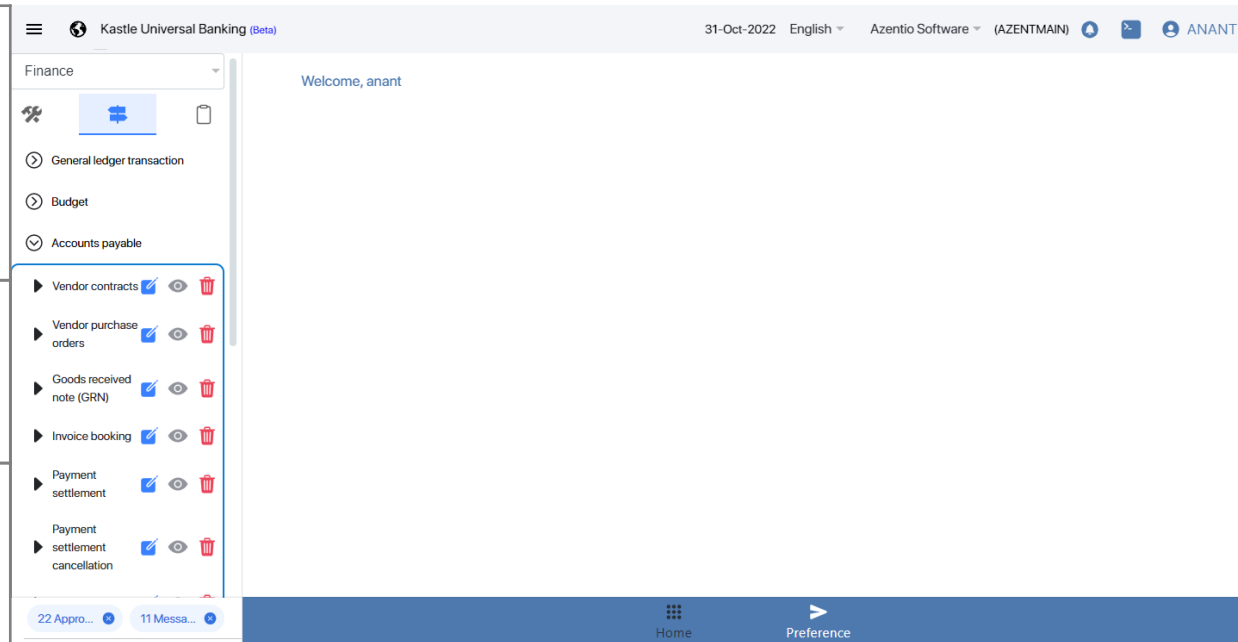 Kastle Universal Banking (Beta)
31-Oct-2022 English Azentio Software (AZENTMAIN) ANANT
Finance
Welcome, anant
General ledger transaction
Budget
Accounts payable
Vendor contracts
Vendor purchase
orders
Goods received
note (GRN)
Invoice booking
Payment
settlement
Payment
settlement
cancellation
22 Appro... 11 Messa...
Home Preference